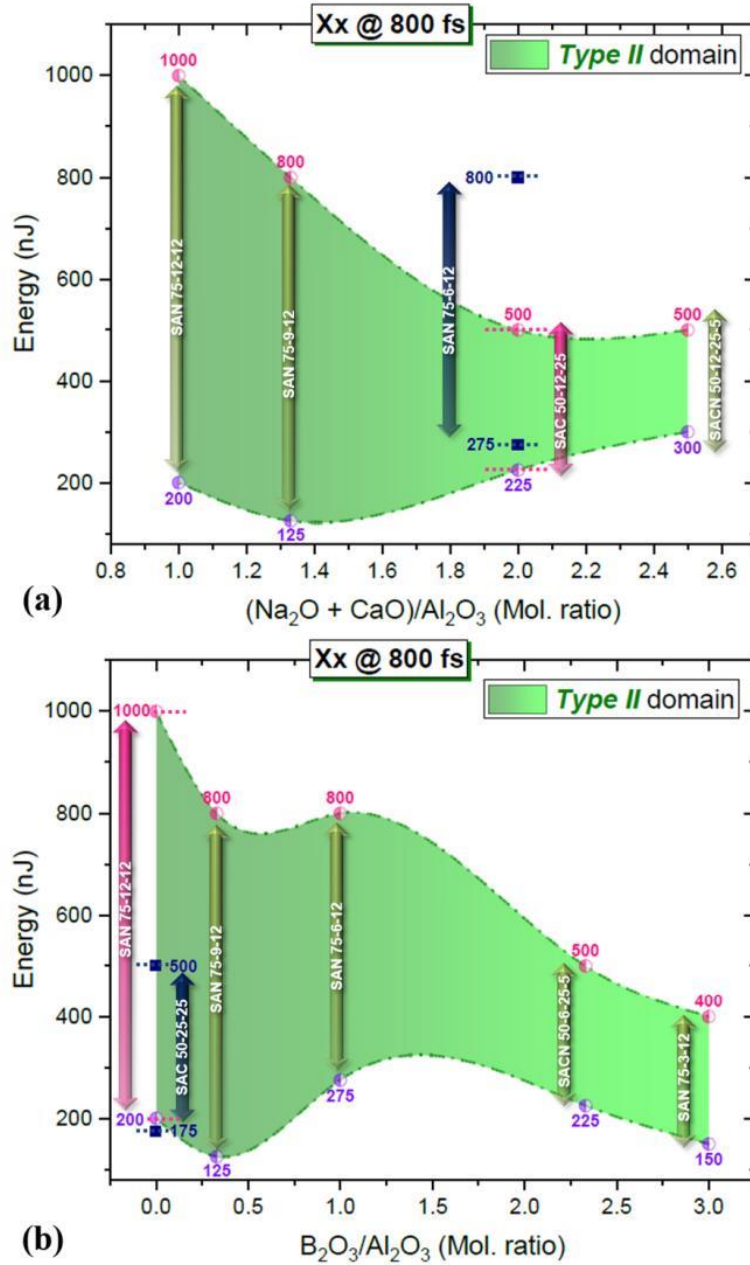 Xx @ 800 fs
Type II domain
1000
1000
800
800
800
600
500
500
400
275
300
225
200
200
125
SAN 75-12-12
SAN 75-9-12
SAN 75-6-12
SAC 50-12-25
SACN 50-12-25-5
Energy (nJ)
0.8 1.0 1.2 1.4 1.6 1.8 2.0 2.2 2.4 2.6
(a)
(Na₂O + CaO)/Al₂O₃ (Mol. ratio)
Xx @ 800 fs
Type II domain
1000
1000
800
800
800
600
500
500
400
400
275
200
200
175
225
125
150
SAN 75-12-12
SAC 50-25-25
SAN 75-9-12
SAN 75-6-12
SACN 50-6-25-5
SAN 75-3-12
Energy (nJ)
0.0 0.5 1.0 1.5 2.0 2.5 3.0
(b)
B₂O₃/Al₂O₃ (Mol. ratio)